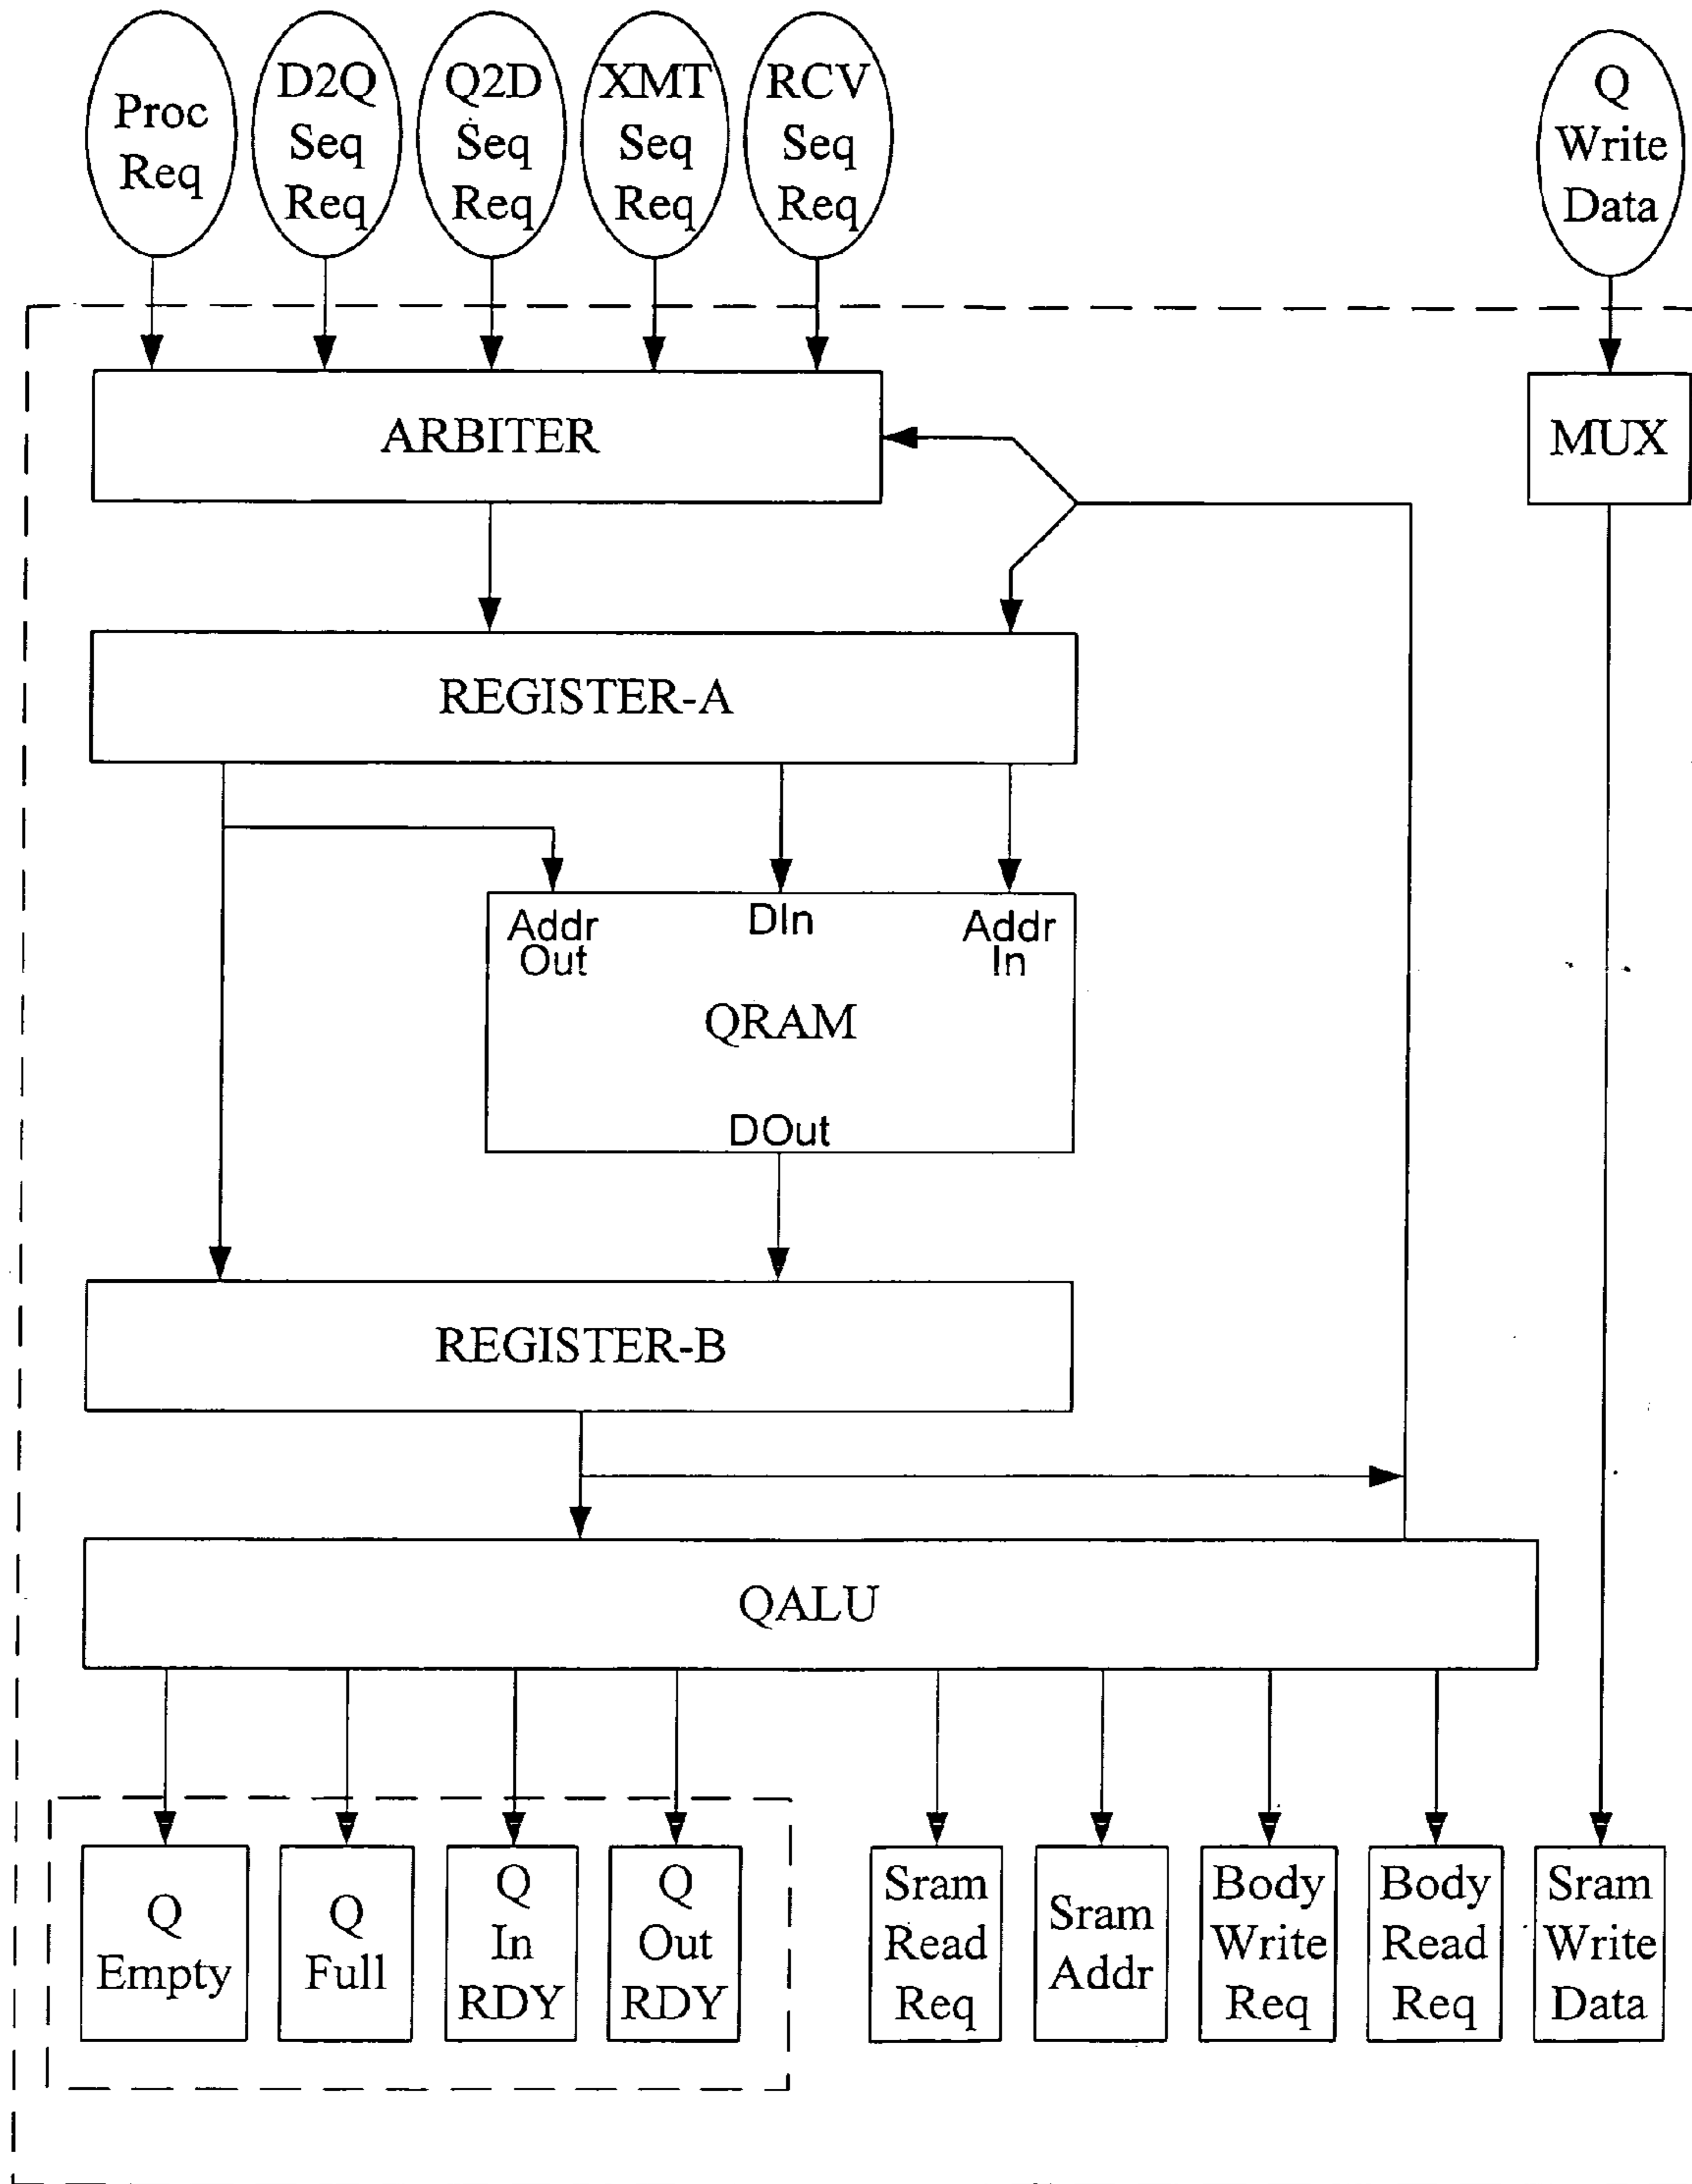 Proc
Req
D2Q
Seq
Req
Q2D
Seq
Req
XMT
Seq
Req
RCV
Seq
Req
Q
Write
Data
ARBITER
MUX
REGISTER-A
Addr
Out
DIn
Addr
In
QRAM
DOut
REGISTER-B
QALU
Q
Empty
Q
Full
Q
In
RDY
Q
Out
RDY
Sram
Read
Req
Sram
Addr
Body
Write
Req
Body
Read
Req
Sram
Write
Data